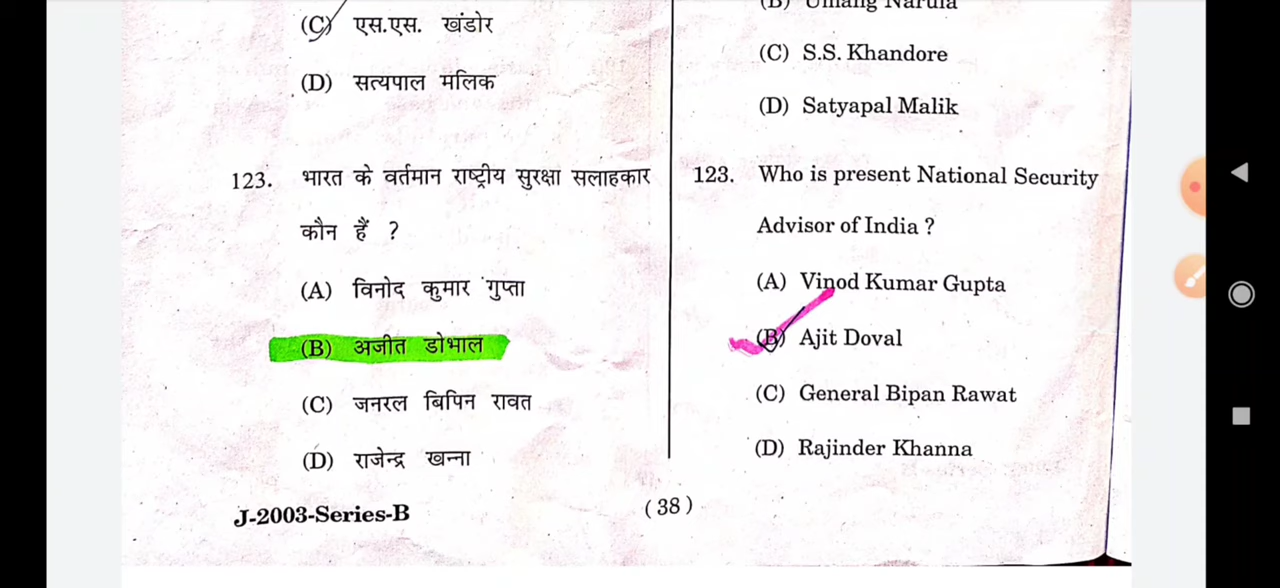 (C) एस.एस. खंडोर
(D) सत्यपाल मलिक
123. भारत के वर्तमान राष्ट्रीय सुरक्षा सलाहकार
कौन हैं ?
(A) विनोद कुमार गुप्ता
(B) अजीत डोभाल
(C) जनरल बिपिन रावत
(D) राजेन्द्र खन्ना
J-2003-Series-B
(B) Umang Narula
(C) S.S. Khandore
(D) Satyapal Malik
123. Who is present National Security
Advisor of India ?
(A) Vinod Kumar Gupta
(B) Ajit Doval
(C) General Bipan Rawat
(D) Rajinder Khanna
(38)